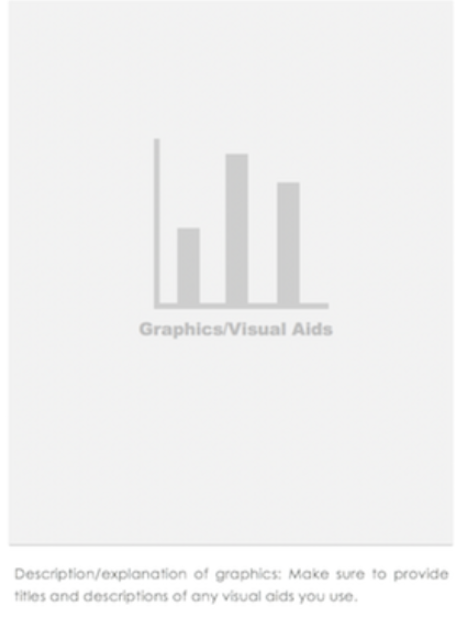 Graphics/Visual Aids
Description/explanation of graphics: Make sure to provide
titles and descriptions of any visual aids you use.